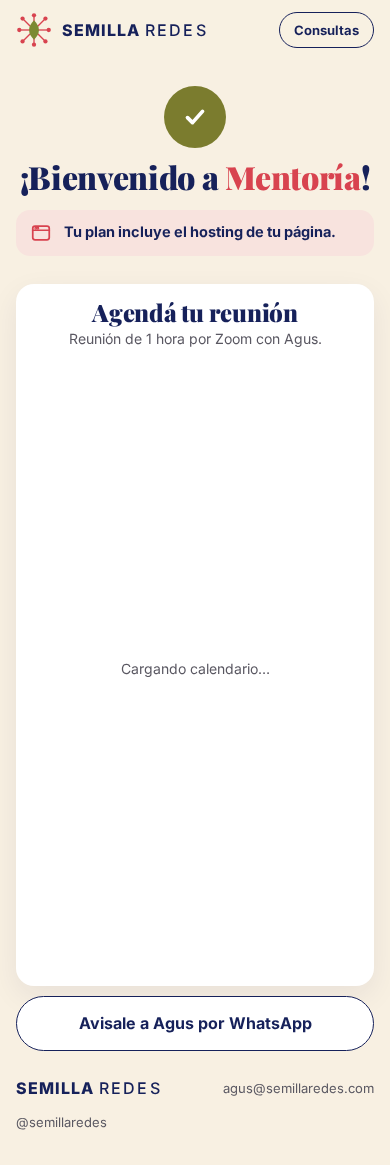 SEMILLA REDES
Consultas
¡Bienvenido a Mentoría!
Tu plan incluye el hosting de tu página.
Agendá tu reunión
Reunión de 1 hora por Zoom con Agus.
Cargando calendario...
Avisale a Agus por WhatsApp
SEMILLA REDES
agus@semillaredes.com
@semillaredes